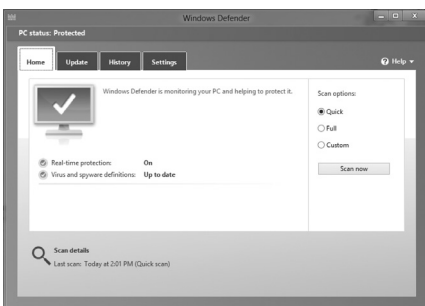 Windows Defender
PC status: Protected
Home
Update
History
Settings
Help
Windows Defender is monitoring your PC and helping to protect it.
Real-time protection: On
Virus and spyware definitions: Up to date
Scan options:
Quick
Full
Custom
Scan now
Scan details
Last scan: Today at 2:01 PM (Quick scan)